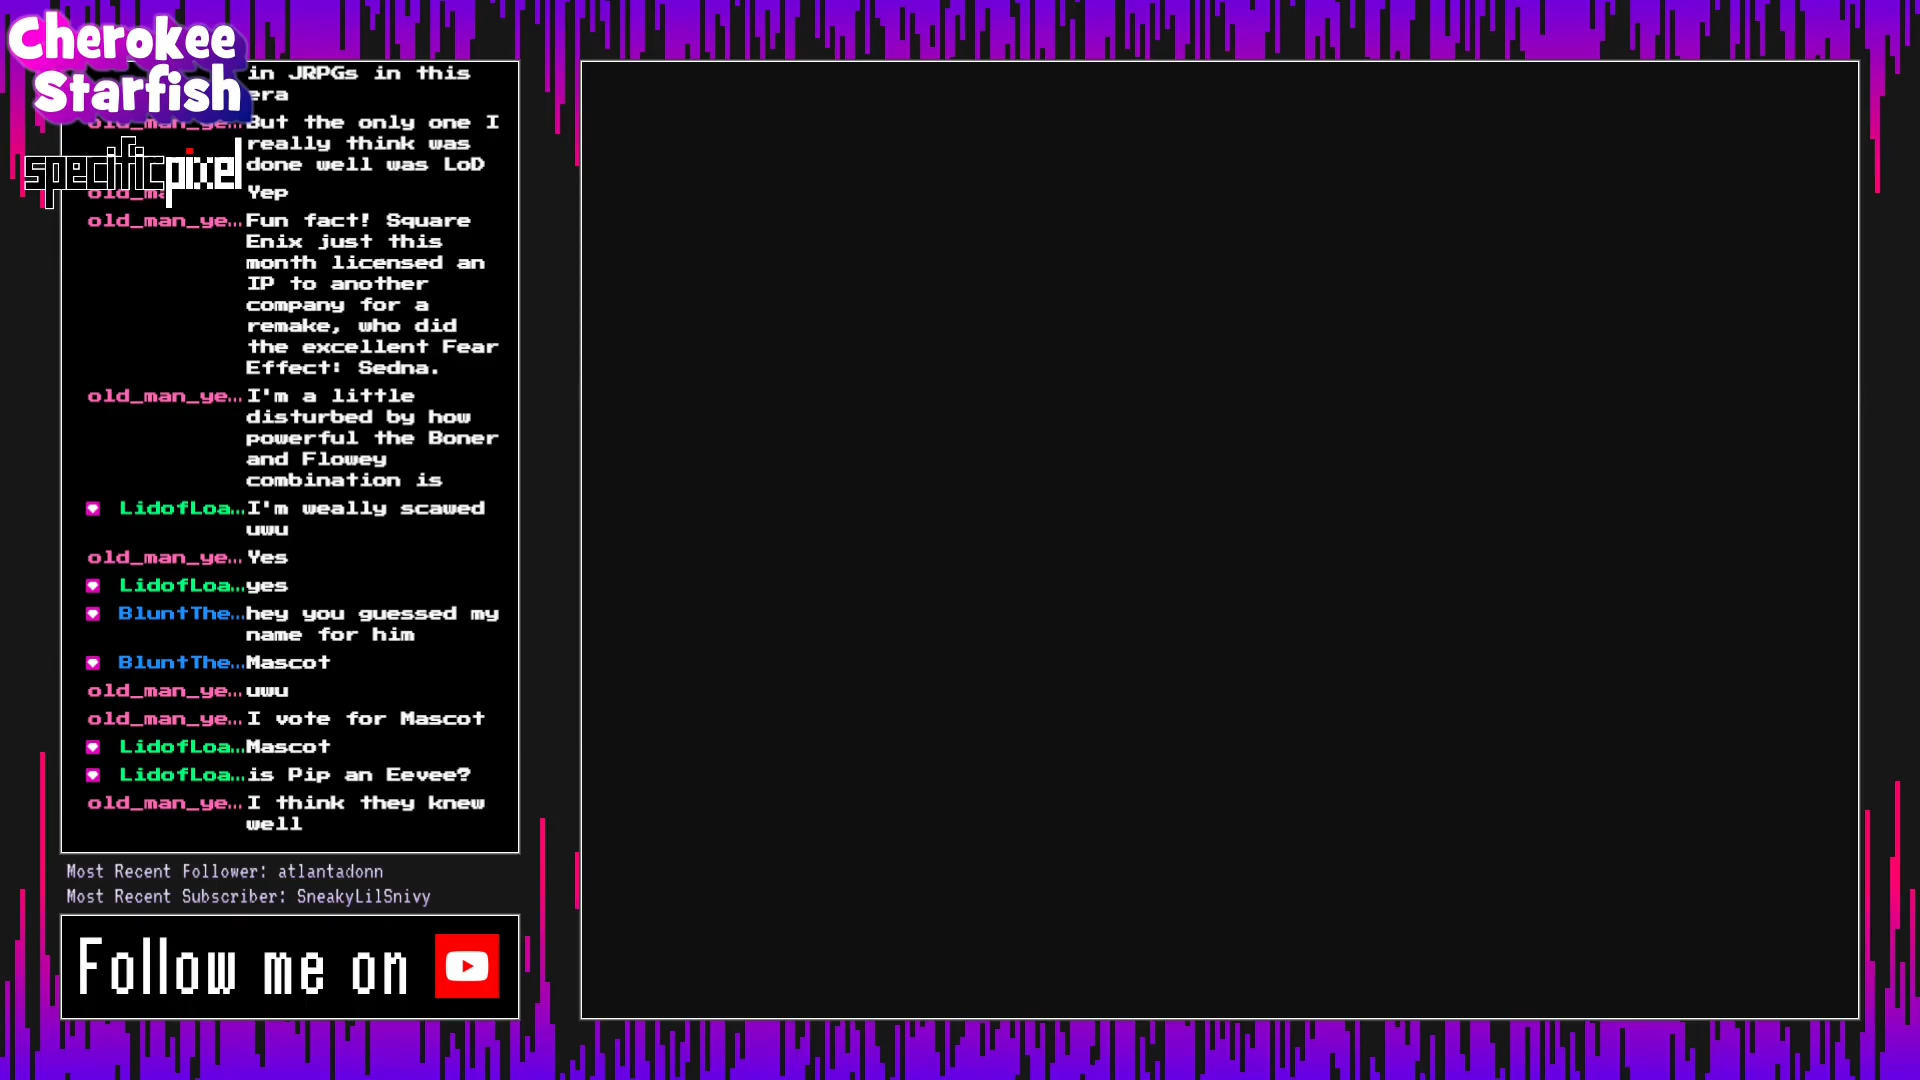 Cherokee
Starfish
specificpixel
in JRPGs in this
era
old_man_ye…But the only one I
really think was
done well was LoD
old_ma Yep
old_man_ye…Fun fact! Square
Enix just this
month licensed an
IP to another
company for a
remake, who did
the excellent Fear
Effect: Sedna.
old_man_ye…I'm a little
disturbed by how
powerful the Boner
and Flowey
combination is
LidofLoa…I'm weally scawed
uwu
old_man_ye…Yes
LidofLoa…yes
BluntThe…hey you guessed my
name for him
BluntThe…Mascot
old_man_ye…uwu
old_man_ye…I vote for Mascot
LidofLoa…Mascot
LidofLoa…is Pip an Eevee?
old_man_ye…I think they knew
well
Most Recent Follower: atlantadonn
Most Recent Subscriber: SneakyLilSnivy
Follow me on